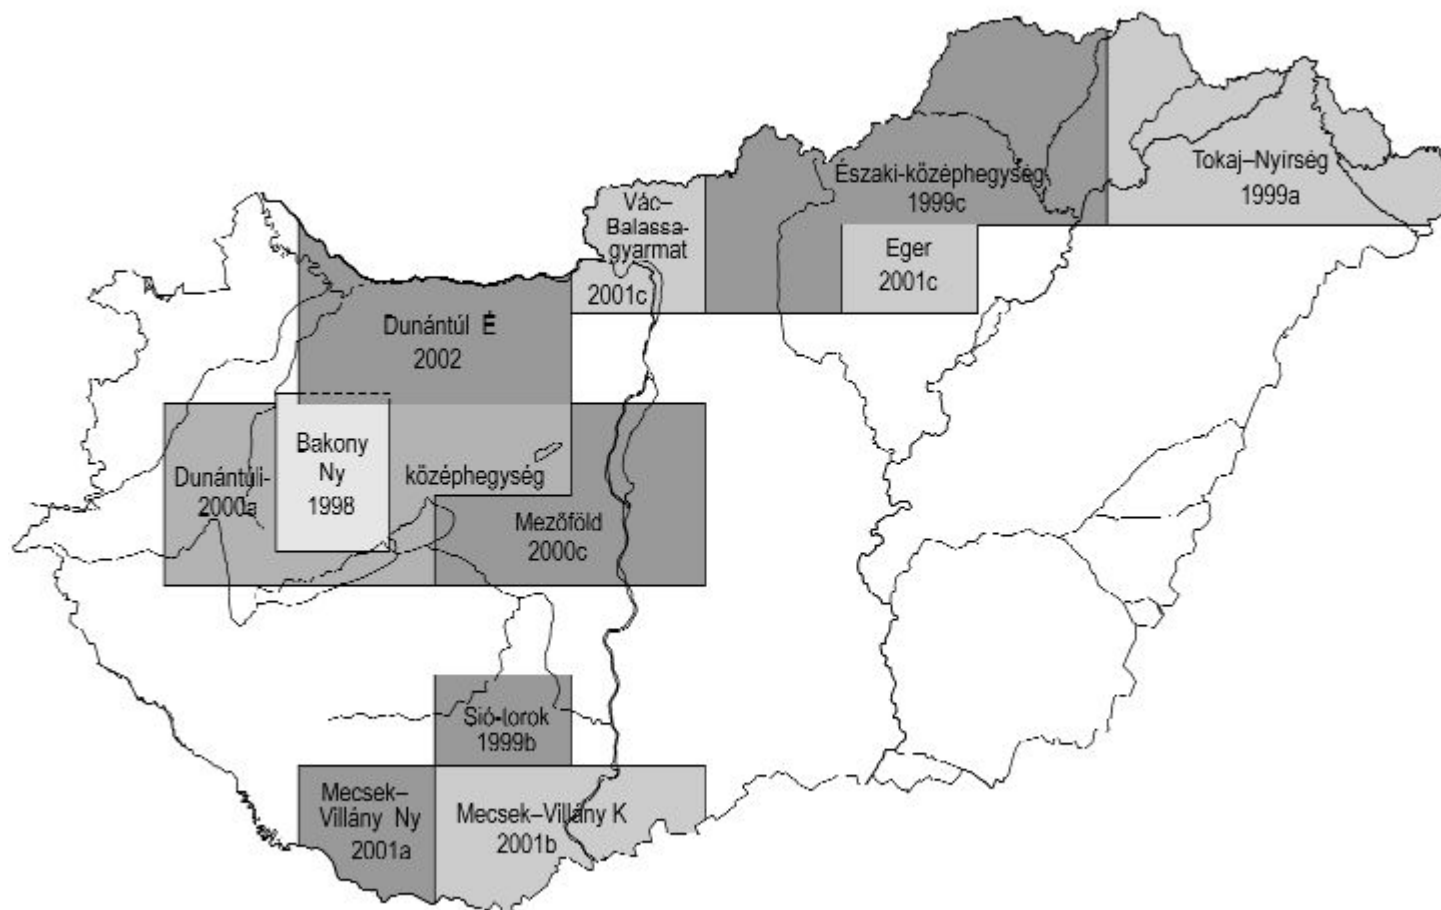 Tokaj–Nyírség
1999a
Északi-középhegység
1999c
Vác–
Balassa-
gyarmat
2001c
Eger
2001c
Dunántúl É
2002
Bakony
Ny
1998
Dunántúli-
2000a
középhegység
Mezőföld
2000c
Sió-torok
1999b
Mecsek–
Villány Ny
2001a
Mecsek–Villány K
2001b